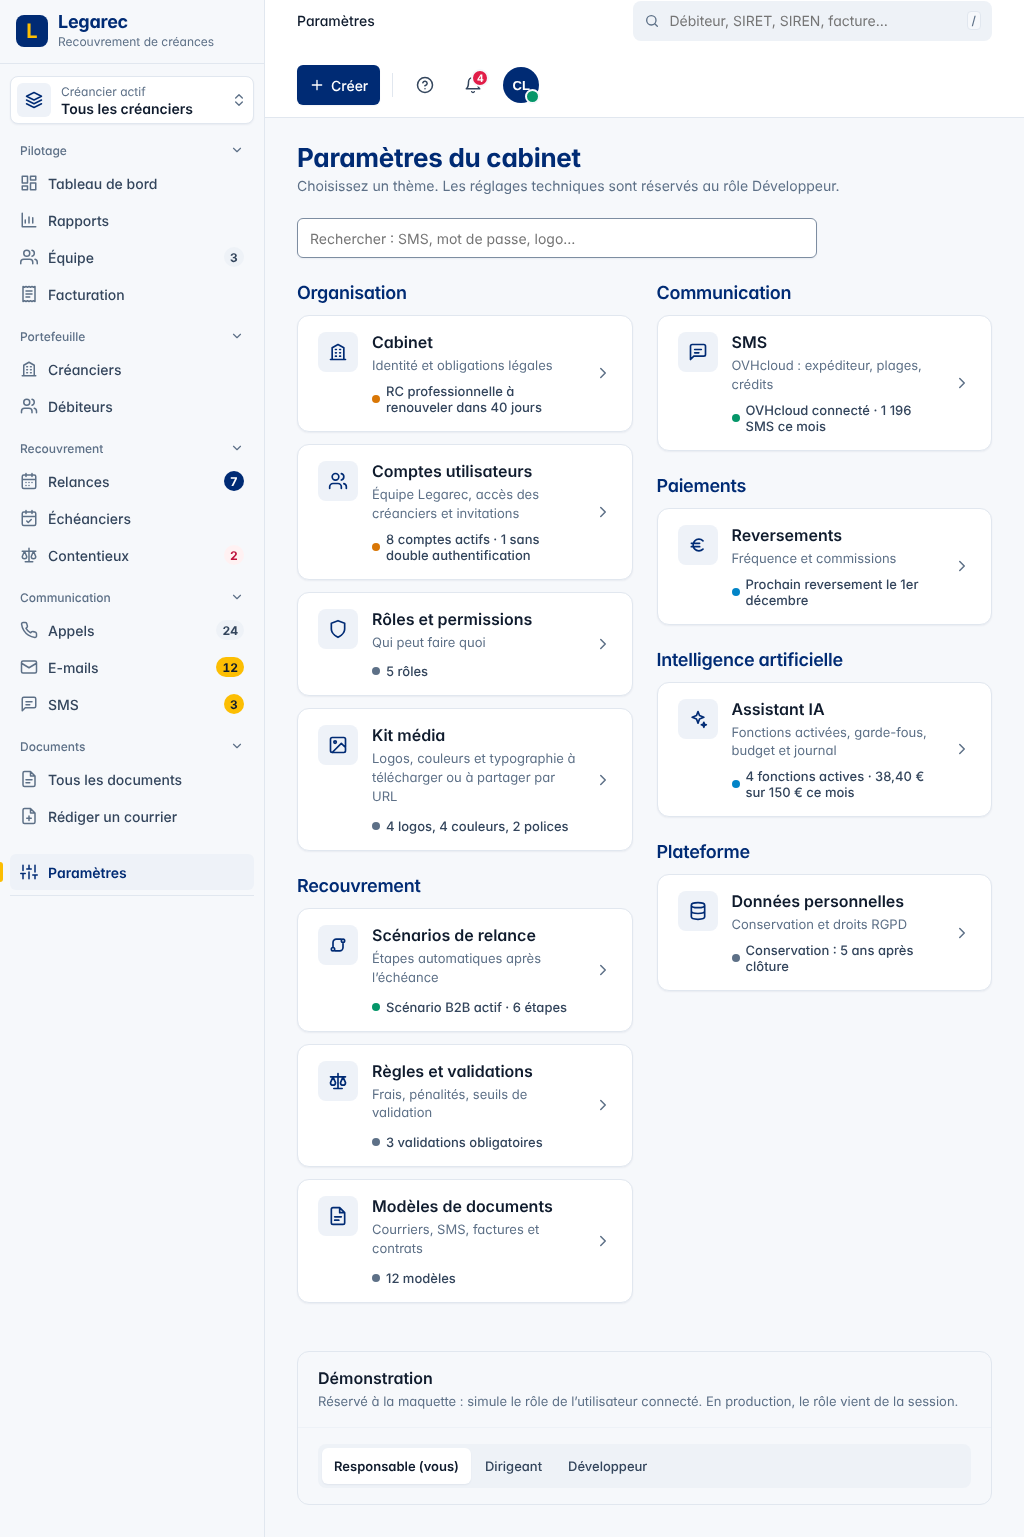 L
Legarec
Recouvrement de créances
Créancier actif
Tous les créanciers
Pilotage
Tableau de bord
Rapports
Équipe
3
Facturation
Portefeuille
Créanciers
Débiteurs
Recouvrement
Relances
7
Échéanciers
Contentieux
2
Communication
Appels
24
E-mails
12
SMS
3
Documents
Tous les documents
Rédiger un courrier
Paramètres
Paramètres
Débiteur, SIRET, SIREN, facture...
/
Créer
4
CL
Paramètres du cabinet
Choisissez un thème. Les réglages techniques sont réservés au rôle Développeur.
Rechercher : SMS, mot de passe, logo...
Organisation
Cabinet
Identité et obligations légales
RC professionnelle à
renouveler dans 40 jours
Comptes utilisateurs
Équipe Legarec, accès des
créanciers et invitations
8 comptes actifs · 1 sans
double authentification
Rôles et permissions
Qui peut faire quoi
5 rôles
Kit média
Logos, couleurs et typographie à
télécharger ou à partager par
URL
4 logos, 4 couleurs, 2 polices
Recouvrement
Scénarios de relance
Étapes automatiques après
l'échéance
Scénario B2B actif · 6 étapes
Règles et validations
Frais, pénalités, seuils de
validation
3 validations obligatoires
Modèles de documents
Courriers, SMS, factures et
contrats
12 modèles
Communication
SMS
OVHcloud : expéditeur, plages,
crédits
OVHcloud connecté · 1 196
SMS ce mois
Paiements
Reversements
Fréquence et commissions
Prochain reversement le 1er
décembre
Intelligence artificielle
Assistant IA
Fonctions activées, garde-fous,
budget et journal
4 fonctions actives · 38,40 €
sur 150 € ce mois
Plateforme
Données personnelles
Conservation et droits RGPD
Conservation : 5 ans après
clôture
Démonstration
Réservé à la maquette : simule le rôle de l'utilisateur connecté. En production, le rôle vient de la session.
Responsable (vous)
Dirigeant
Développeur